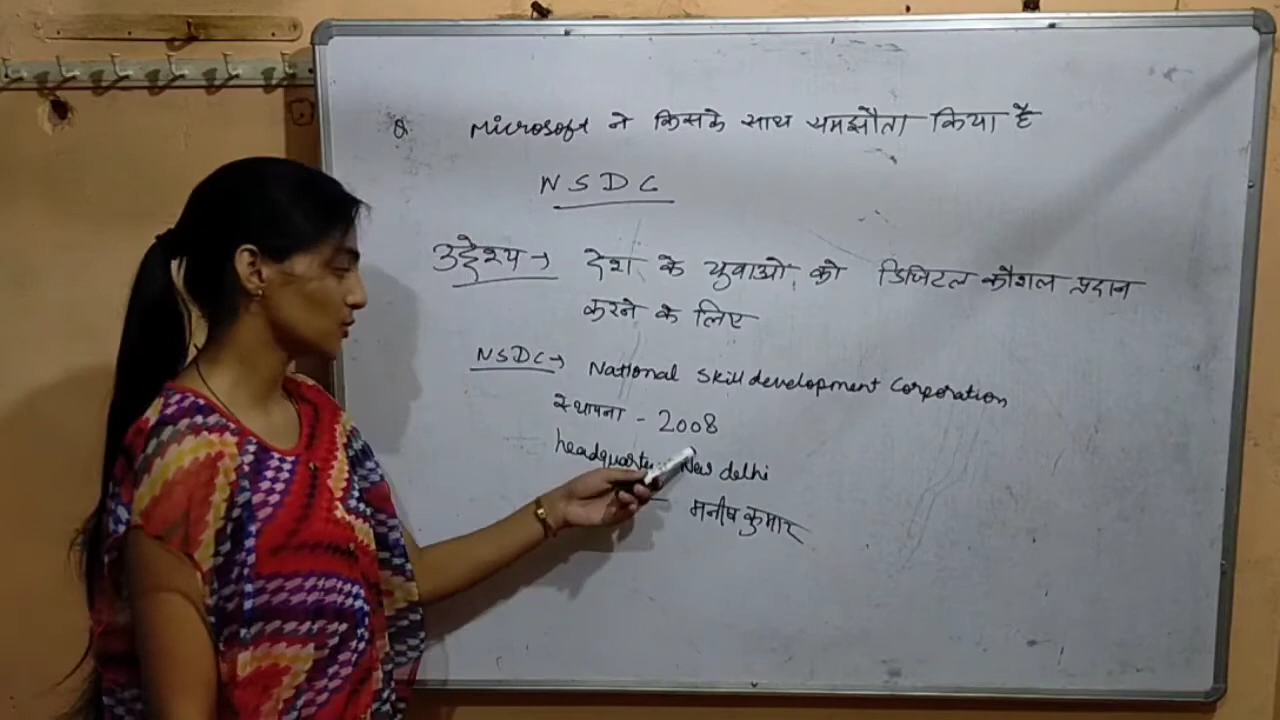 Q Microsoft ने किसके साथ समझौता किया है
NSDC
उद्देश्य → देश के युवाओं को डिजिटल कौशल प्रदान
करने के लिए
NSDC → National Skill development Corporation
स्थापना - 2008
New delhi
मनीष कुमार